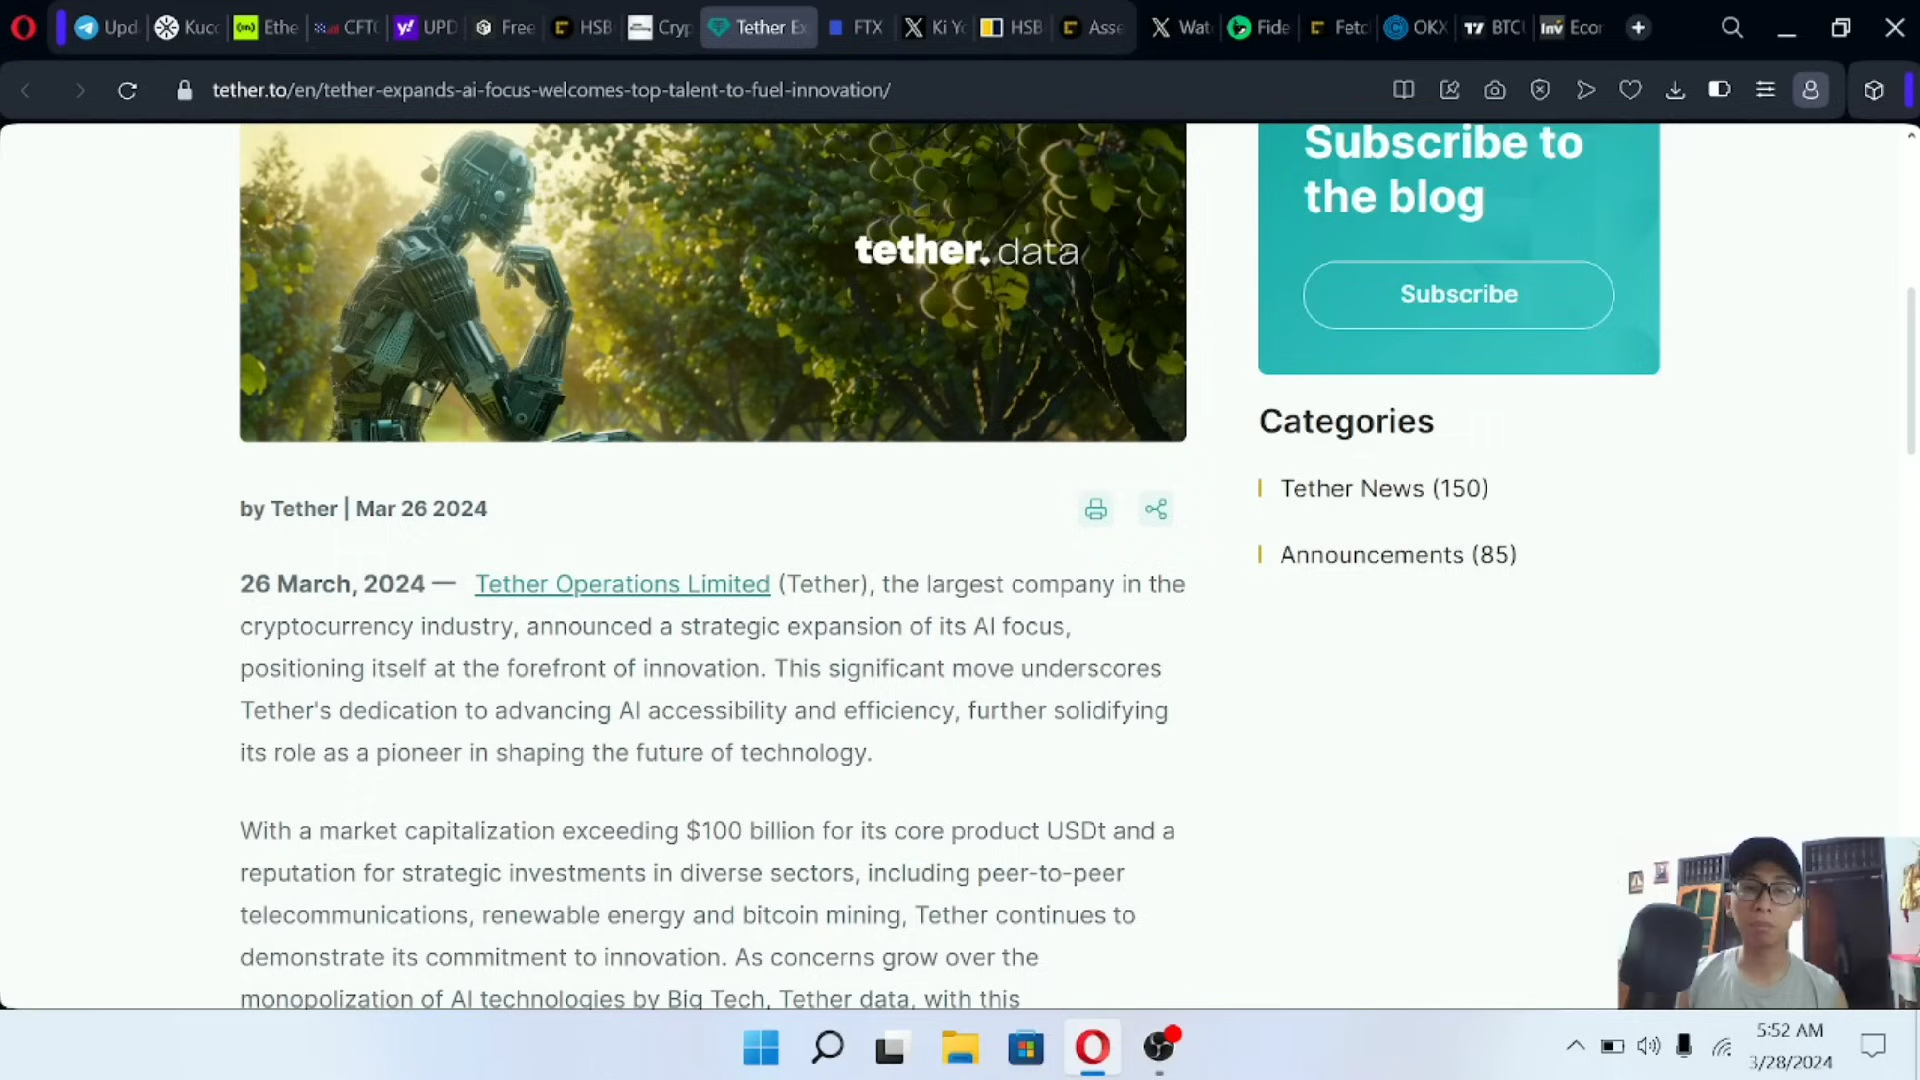 Upd
Kucc
Ethe
CFTC
UPD
Free
HSB
Cryp
Tether Ex
FTX
Ki Yo
HSB
Asse
Wat
Fide
Fetc
OKX
BTCU
Inv Ecor
tether.to/en/tether-expands-ai-focus-welcomes-top-talent-to-fuel-innovation/
tether. data
Subscribe to
the blog
Subscribe
Categories
Tether News (150)
Announcements (85)
by Tether | Mar 26 2024
26 March, 2024 — Tether Operations Limited (Tether), the largest company in the
cryptocurrency industry, announced a strategic expansion of its AI focus,
positioning itself at the forefront of innovation. This significant move underscores
Tether's dedication to advancing AI accessibility and efficiency, further solidifying
its role as a pioneer in shaping the future of technology.
With a market capitalization exceeding $100 billion for its core product USDt and a
reputation for strategic investments in diverse sectors, including peer-to-peer
telecommunications, renewable energy and bitcoin mining, Tether continues to
demonstrate its commitment to innovation. As concerns grow over the
monopolization of AI technologies by Big Tech, Tether data, with this
5:52 AM
3/28/2024